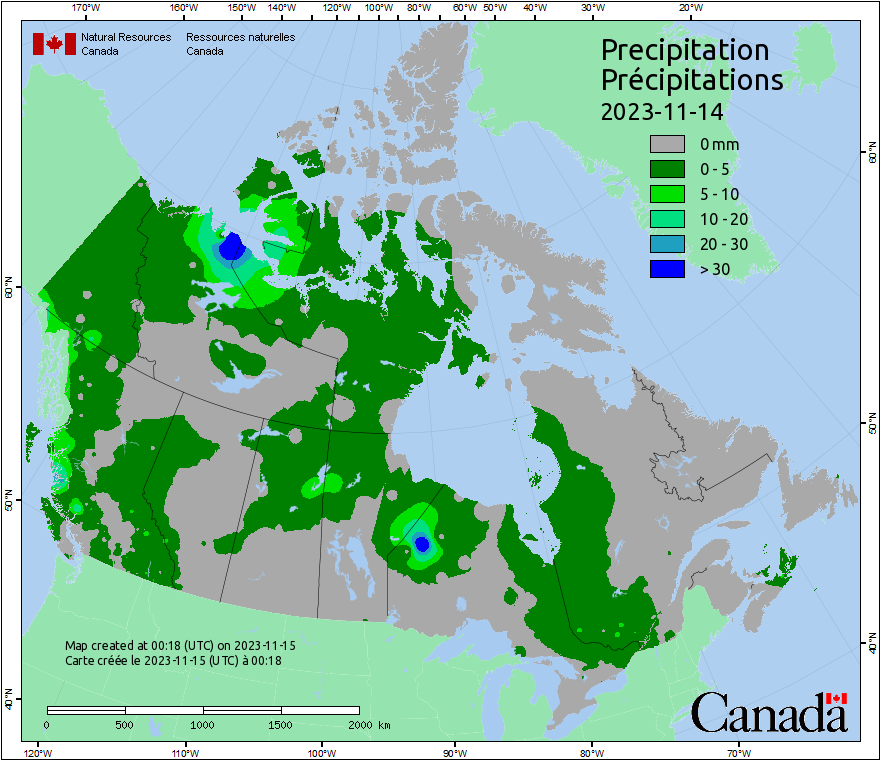 170°W 160°W 150°W 140°W 120°W 100°W 80°W 60°W 50°W 40°W 30°W 20°W
Natural Resources Canada
Ressources naturelles Canada
Precipitation
Précipitations
2023-11-14
0 mm
0 - 5
5 - 10
10 - 20
20 - 30
> 30
60°N
50°N
40°N
60°N
50°N
40°N
Map created at 00:18 (UTC) on 2023-11-15
Carte créée le 2023-11-15 (UTC) à 00:18
0 500 1000 1500 2000 km
Canada
120°W 110°W 100°W 90°W 80°W 70°W